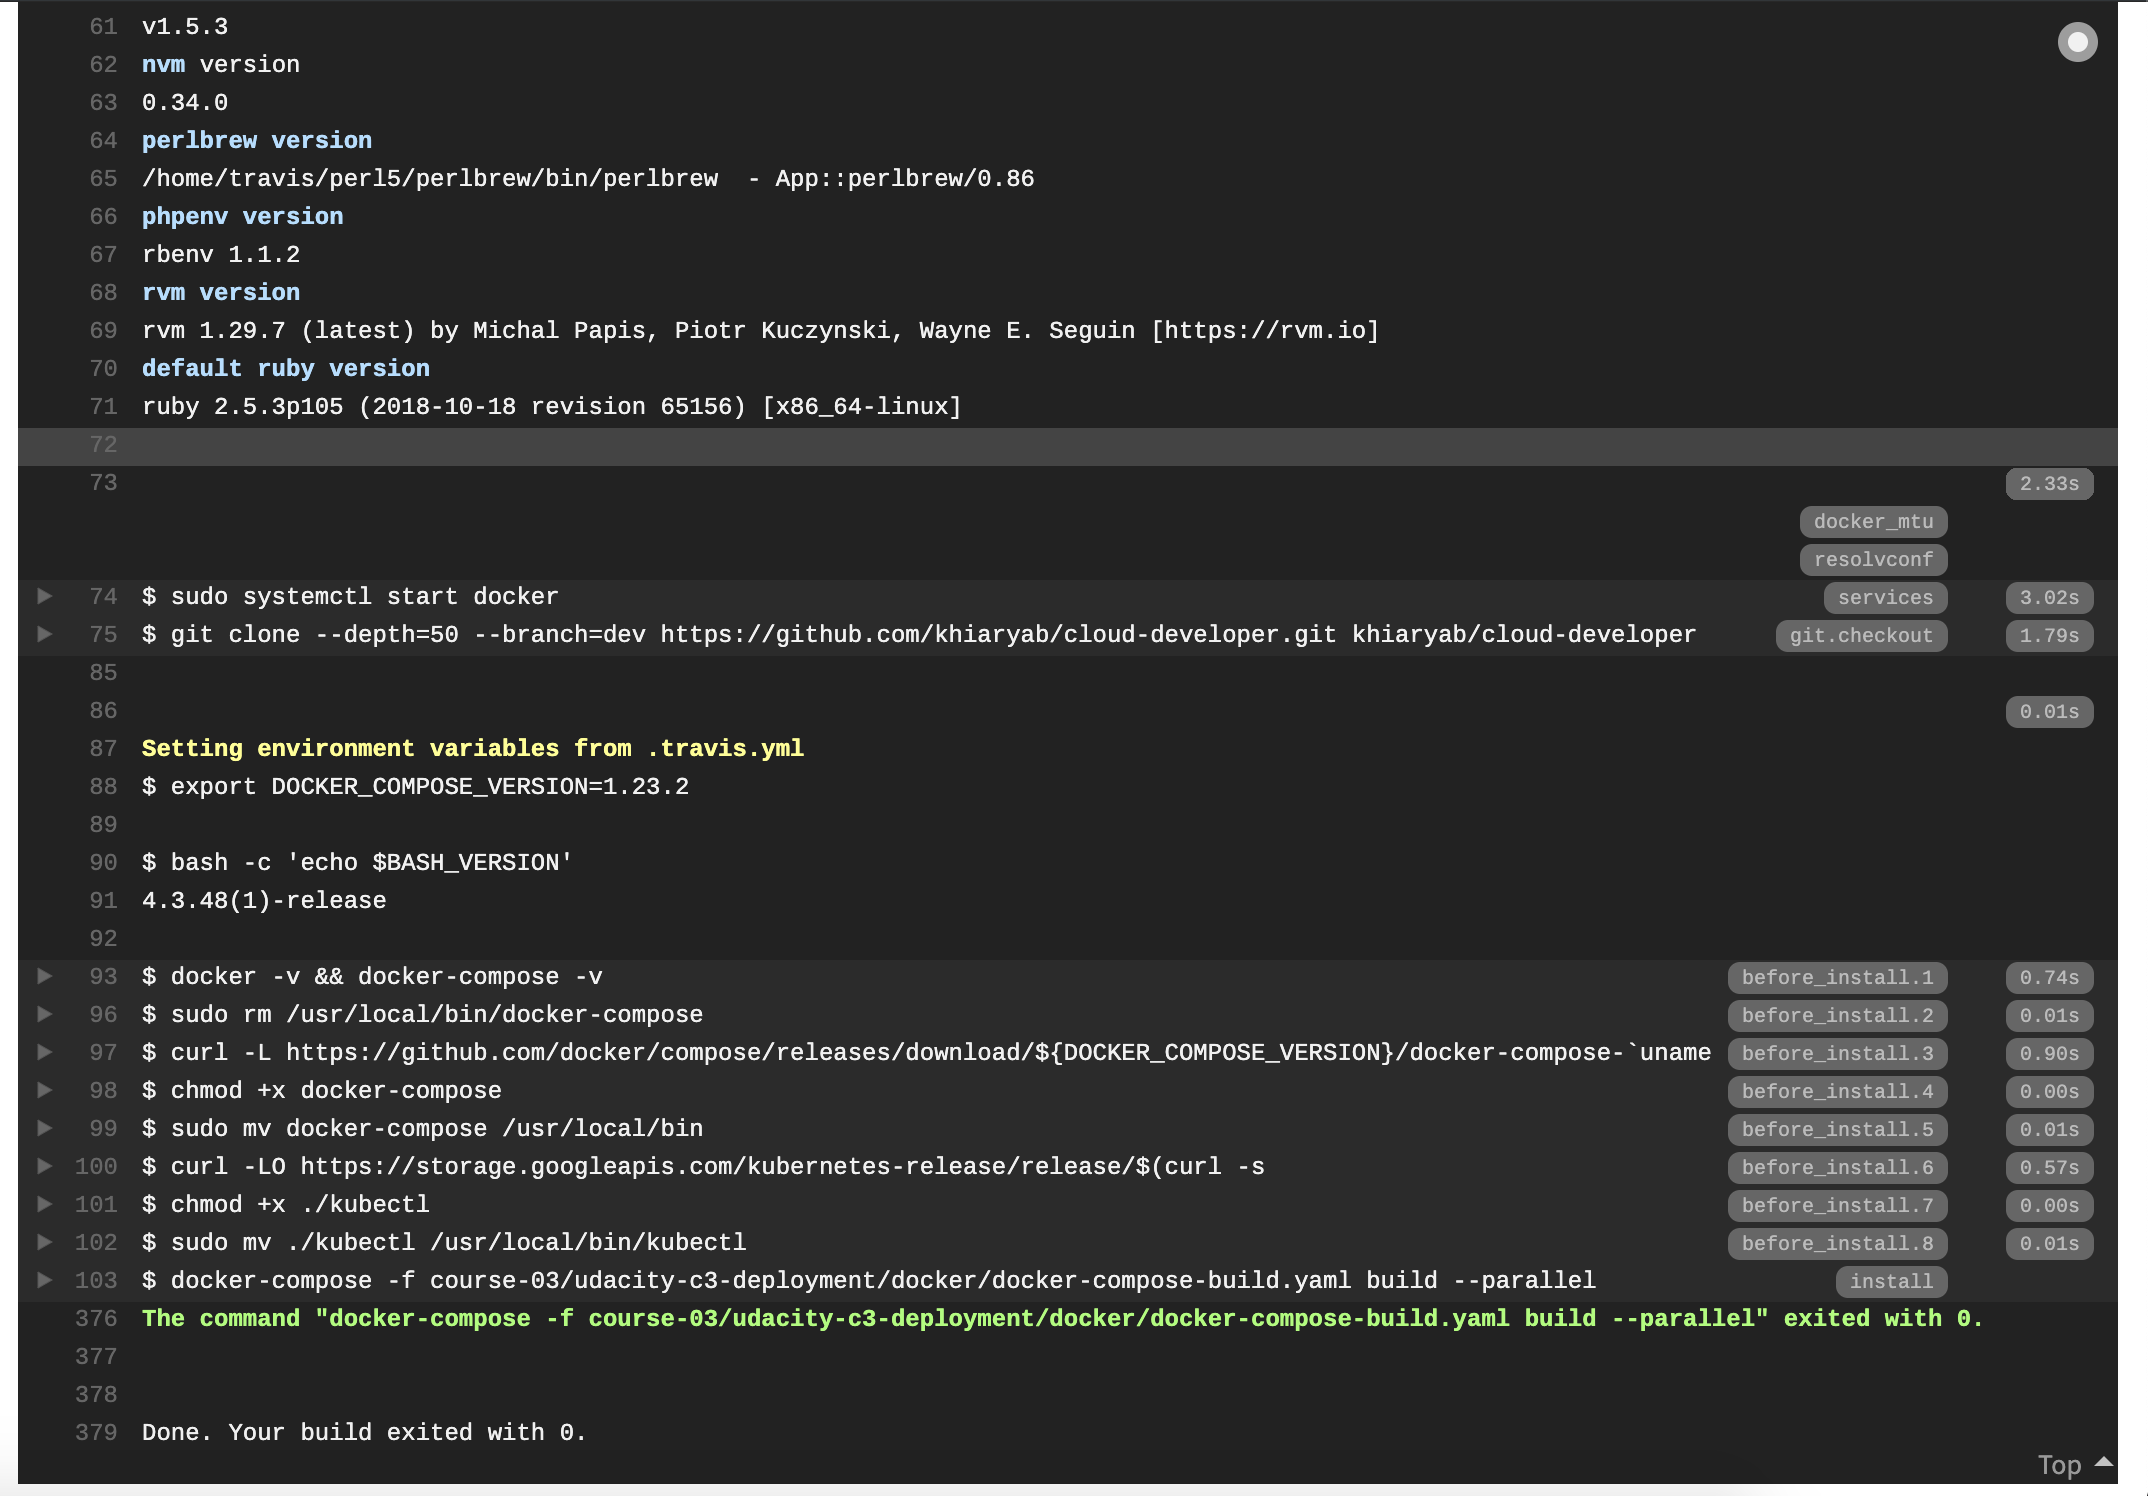 61 v1.5.3
62 nvm version
63 0.34.0
64 perlbrew version
65 /home/travis/perl5/perlbrew/bin/perlbrew  - App::perlbrew/0.86
66 phpenv version
67 rbenv 1.1.2
68 rvm version
69 rvm 1.29.7 (latest) by Michal Papis, Piotr Kuczynski, Wayne E. Seguin [https://rvm.io]
70 default ruby version
71 ruby 2.5.3p105 (2018-10-18 revision 65156) [x86_64-linux]
72
73 2.33s
docker_mtu
resolvconf
74 $ sudo systemctl start docker services 3.02s
75 $ git clone --depth=50 --branch=dev https://github.com/khiaryab/cloud-developer.git khiaryab/cloud-developer git.checkout 1.79s
85
86 0.01s
87 Setting environment variables from .travis.yml
88 $ export DOCKER_COMPOSE_VERSION=1.23.2
89
90 $ bash -c 'echo $BASH_VERSION'
91 4.3.48(1)-release
92
93 $ docker -v && docker-compose -v before_install.1 0.74s
96 $ sudo rm /usr/local/bin/docker-compose before_install.2 0.01s
97 $ curl -L https://github.com/docker/compose/releases/download/${DOCKER_COMPOSE_VERSION}/docker-compose-`uname before_install.3 0.90s
98 $ chmod +x docker-compose before_install.4 0.00s
99 $ sudo mv docker-compose /usr/local/bin before_install.5 0.01s
100 $ curl -LO https://storage.googleapis.com/kubernetes-release/release/$(curl -s before_install.6 0.57s
101 $ chmod +x ./kubectl before_install.7 0.00s
102 $ sudo mv ./kubectl /usr/local/bin/kubectl before_install.8 0.01s
103 $ docker-compose -f course-03/udacity-c3-deployment/docker/docker-compose-build.yaml build --parallel install
376 The command "docker-compose -f course-03/udacity-c3-deployment/docker/docker-compose-build.yaml build --parallel" exited with 0.
377
378
379 Done. Your build exited with 0.
Top